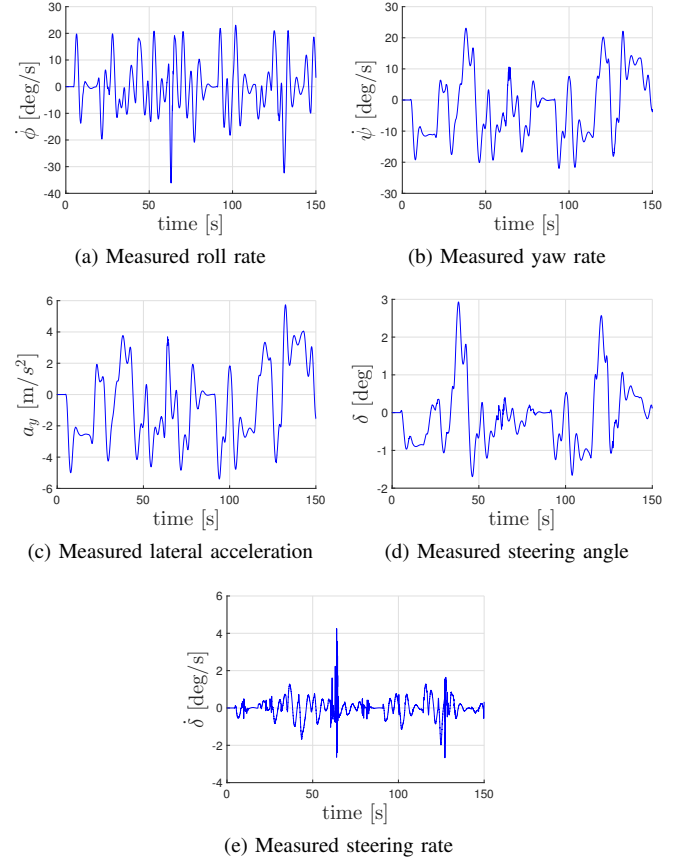 30
20
10
0
-10
-20
-30
-40
0 50 100 150
φ̇ [deg/s]
time [s]
(a) Measured roll rate
30
20
10
0
-10
-20
-30
0 50 100 150
ψ̇ [deg/s]
time [s]
(b) Measured yaw rate
6
4
2
0
-2
-4
-6
0 50 100 150
a_y [m/s²]
time [s]
(c) Measured lateral acceleration
3
2
1
0
-1
-2
0 50 100 150
δ [deg]
time [s]
(d) Measured steering angle
6
4
2
0
-2
-4
0 50 100 150
δ̇ [deg/s]
time [s]
(e) Measured steering rate